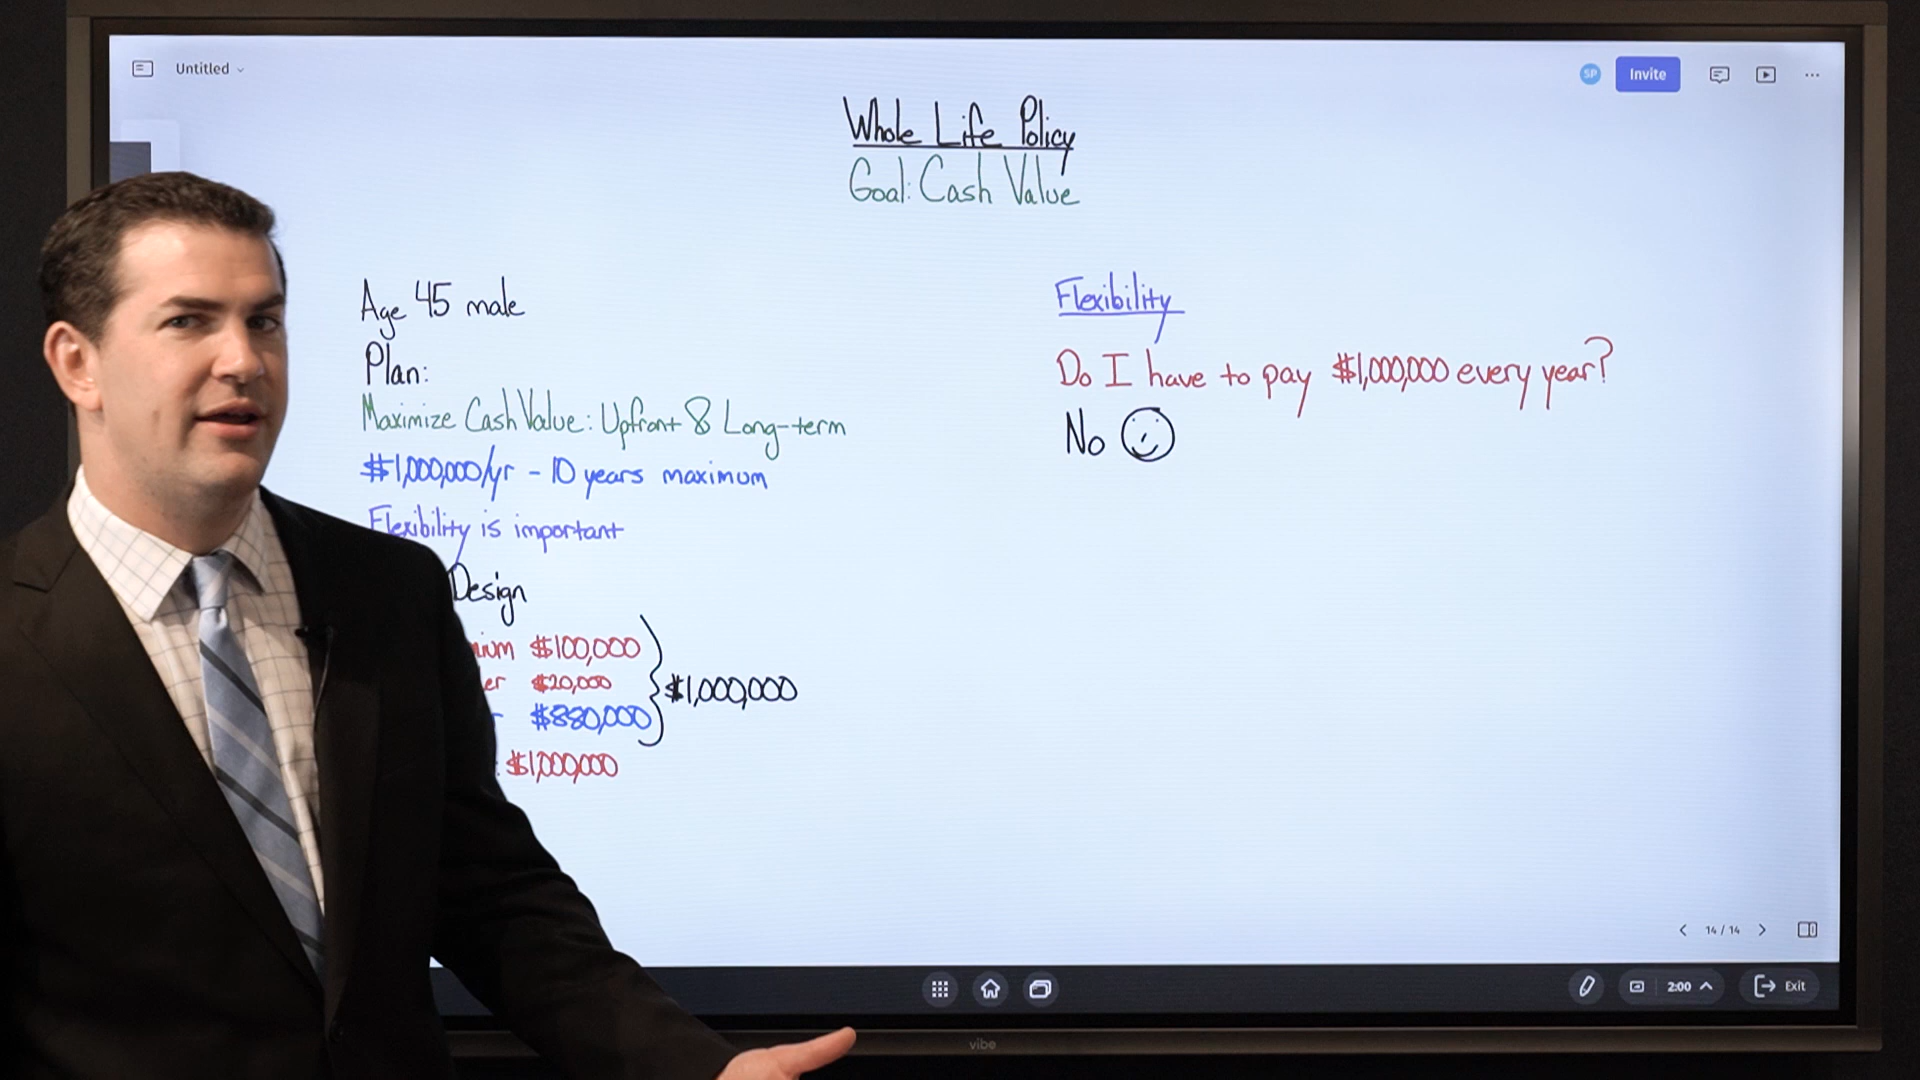 Untitled
SP
Invite
Whole Life Policy
Goal: Cash Value
Age 45 male
Plan:
Maximize Cash Value: Upfront & Long-term
$1,000,000/yr - 10 years maximum
Flexibility is important
Design
nium $100,000
er $20,000
r $880,000
$1,000,000
: $1,000,000
Flexibility
Do I have to pay $1,000,000 every year?
No
14 / 14
2:00
Exit
vibe